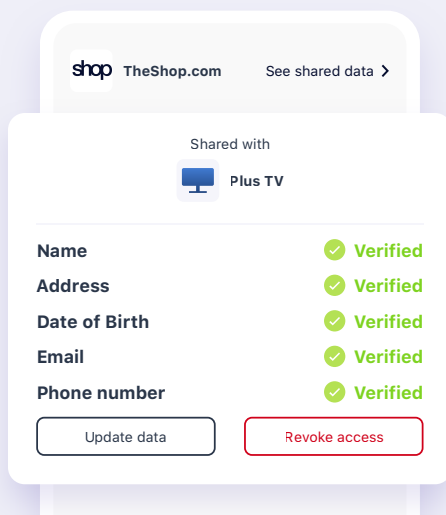 shop TheShop.com See shared data
Shared with
Plus TV
Name Verified
Address Verified
Date of Birth Verified
Email Verified
Phone number Verified
Update data Revoke access